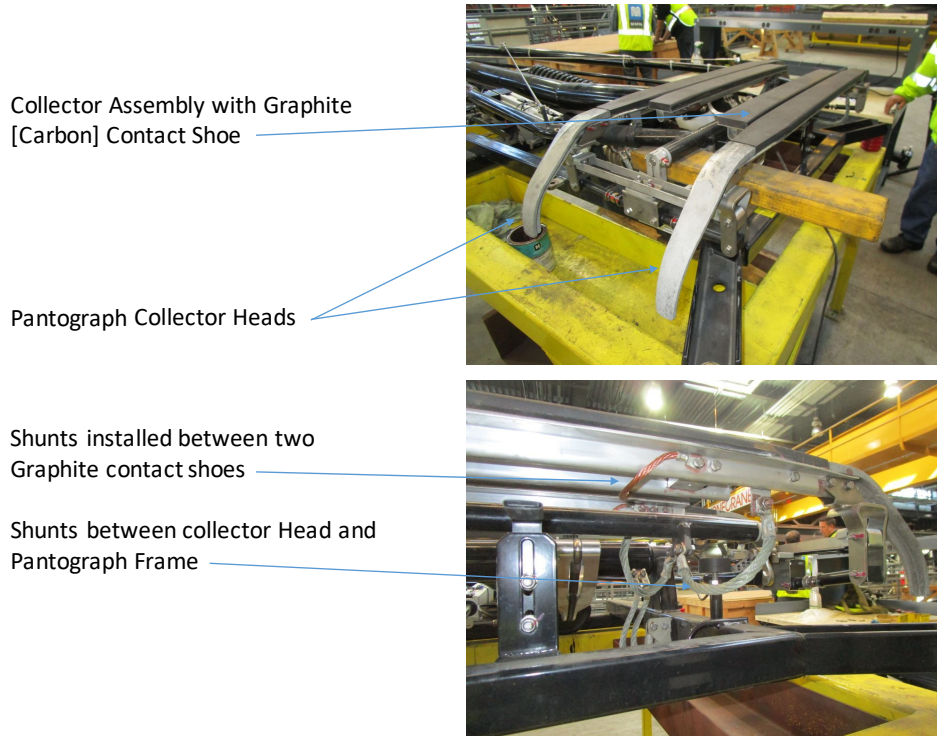 Collector Assembly with Graphite
[Carbon] Contact Shoe
Pantograph Collector Heads
Shunts installed between two
Graphite contact shoes
Shunts between collector Head and
Pantograph Frame